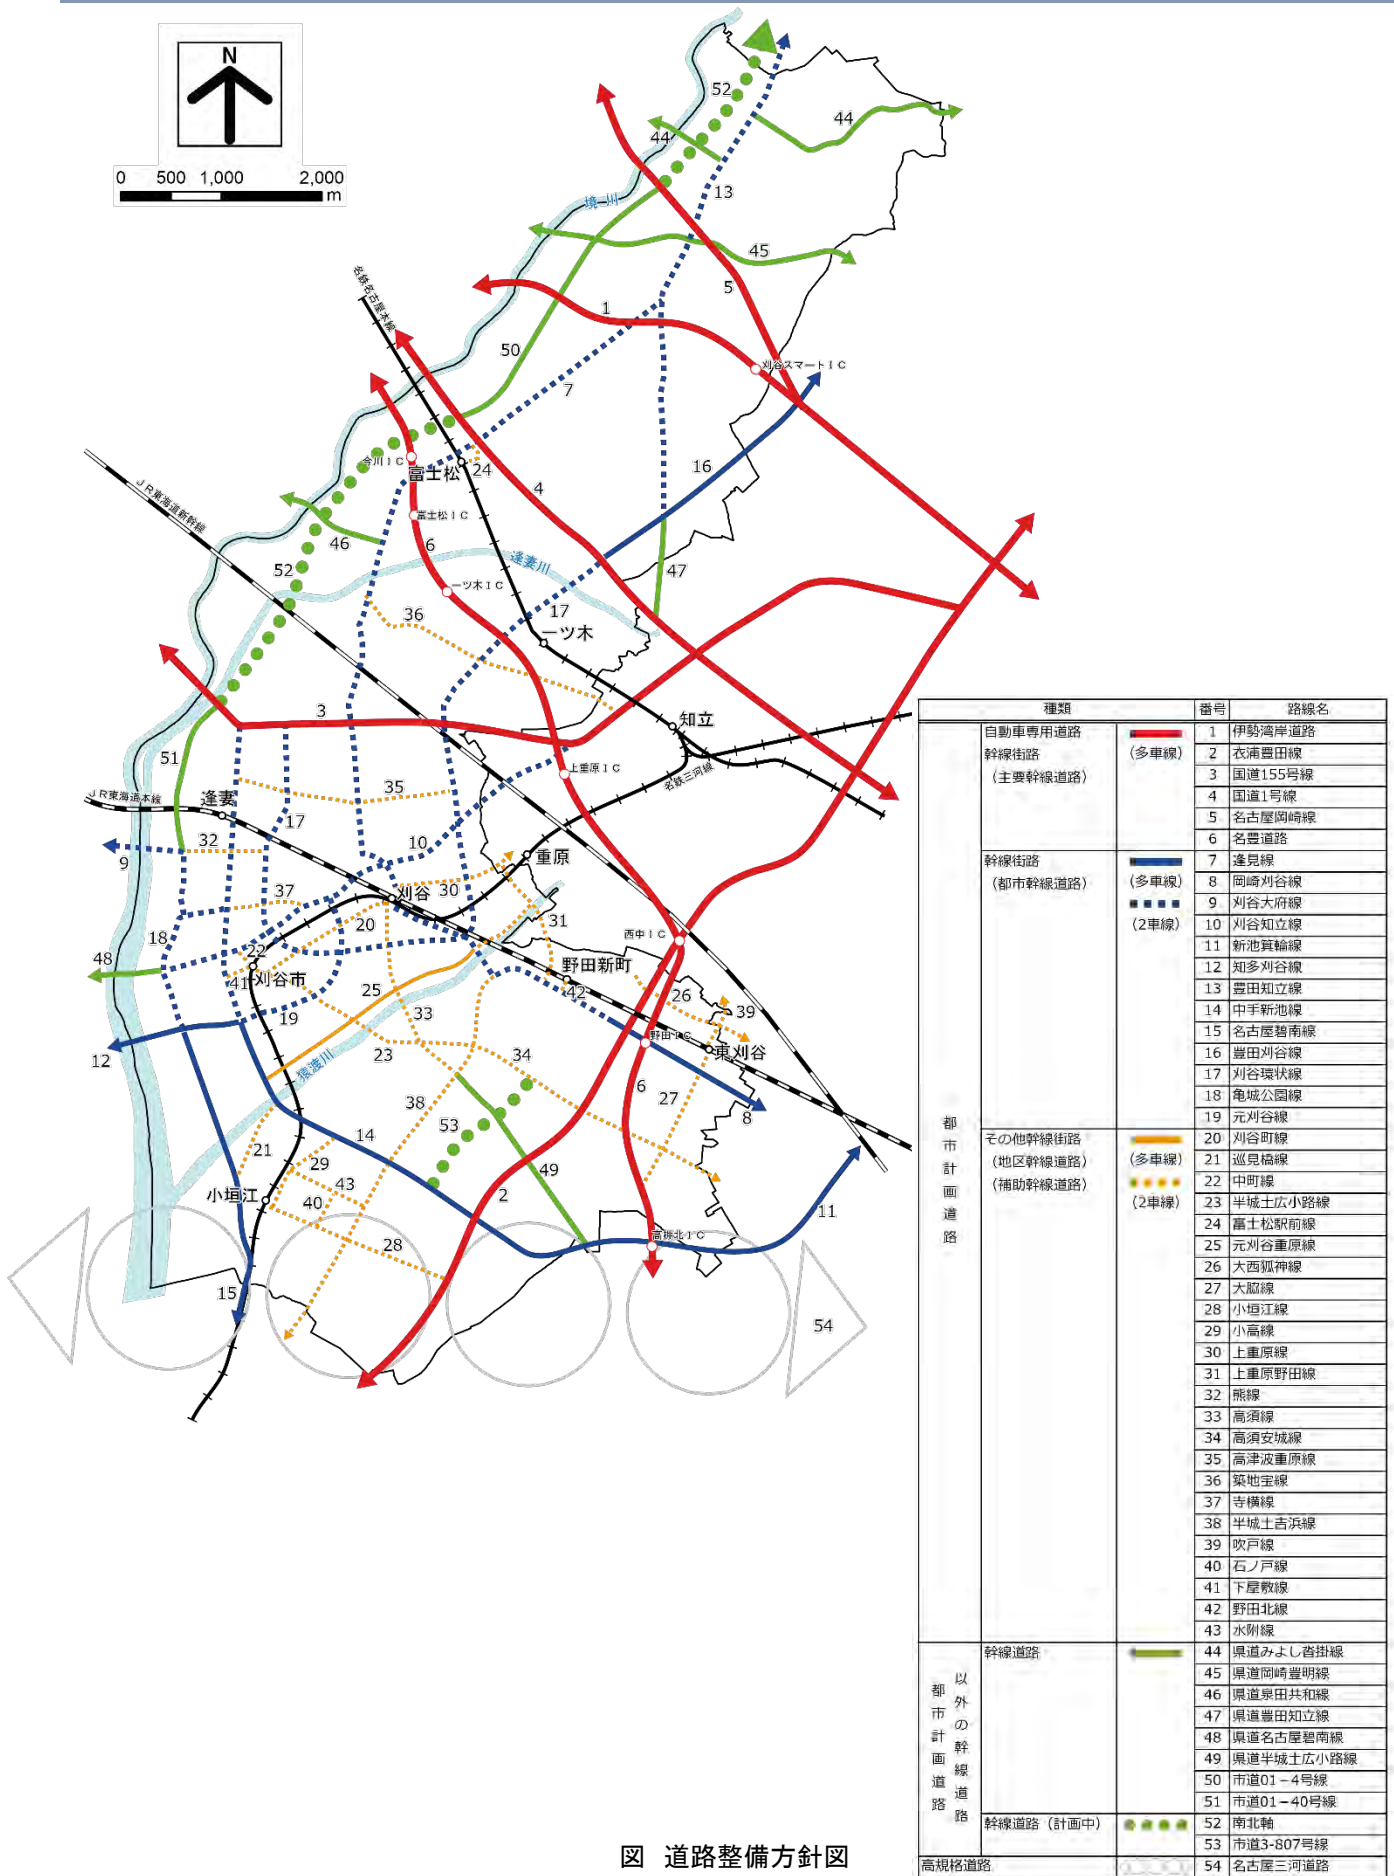 N
0 500 1,000 2,000
m
52
44
44
13
境川
45
5
名鉄名古屋本線
1
50
刈谷スマートIC
7
今川IC
富士松
24
16
4
JR東海道新幹線
富士松IC
46
6
逢妻川
52
一ツ木IC
47
36
17
一ツ木
3
知立
51
上重原IC
名鉄三河線
JR東海道本線
逢妻
35
17
32
10
9
重原
37
刈谷
30
20
31
18
西中IC
22
48
野田新町
41
刈谷市
42
25
26
39
19
33
野田IC
12
猿渡川
23
34
東刈谷
6
38
27
8
53
14
21
29
49
43
小垣江
40
2
11
高棚北IC
28
15
54
種類 番号 路線名
都市計画道路
自動車専用道路
幹線街路 (多車線)
（主要幹線道路）
1 伊勢湾岸道路
2 衣浦豊田線
3 国道155号線
4 国道1号線
5 名古屋岡崎線
6 名豊道路
幹線街路
（都市幹線道路） (多車線)
(2車線)
7 逢見線
8 岡崎刈谷線
9 刈谷大府線
10 刈谷知立線
11 新池箕輪線
12 知多刈谷線
13 豊田知立線
14 中手新池線
15 名古屋碧南線
16 豊田刈谷線
17 刈谷環状線
18 亀城公園線
19 元刈谷線
その他幹線街路
（地区幹線道路） (多車線)
（補助幹線道路）
(2車線)
20 刈谷町線
21 巡見橋線
22 中町線
23 半城土広小路線
24 富士松駅前線
25 元刈谷重原線
26 大西狐神線
27 大脇線
28 小垣江線
29 小高線
30 上重原線
31 上重原野田線
32 熊線
33 高須線
34 高須安城線
35 高津波重原線
36 築地宝線
37 寺横線
38 半城土吉浜線
39 吹戸線
40 石ノ戸線
41 下屋敷線
42 野田北線
43 水附線
都市計画道路
以外の幹線道路
幹線道路
44 県道みよし沓掛線
45 県道岡崎豊明線
46 県道泉田共和線
47 県道豊田知立線
48 県道名古屋碧南線
49 県道半城土広小路線
50 市道01－4号線
51 市道01－40号線
幹線道路（計画中）
52 南北軸
53 市道3-807号線
高規格道路 54 名古屋三河道路
図 道路整備方針図